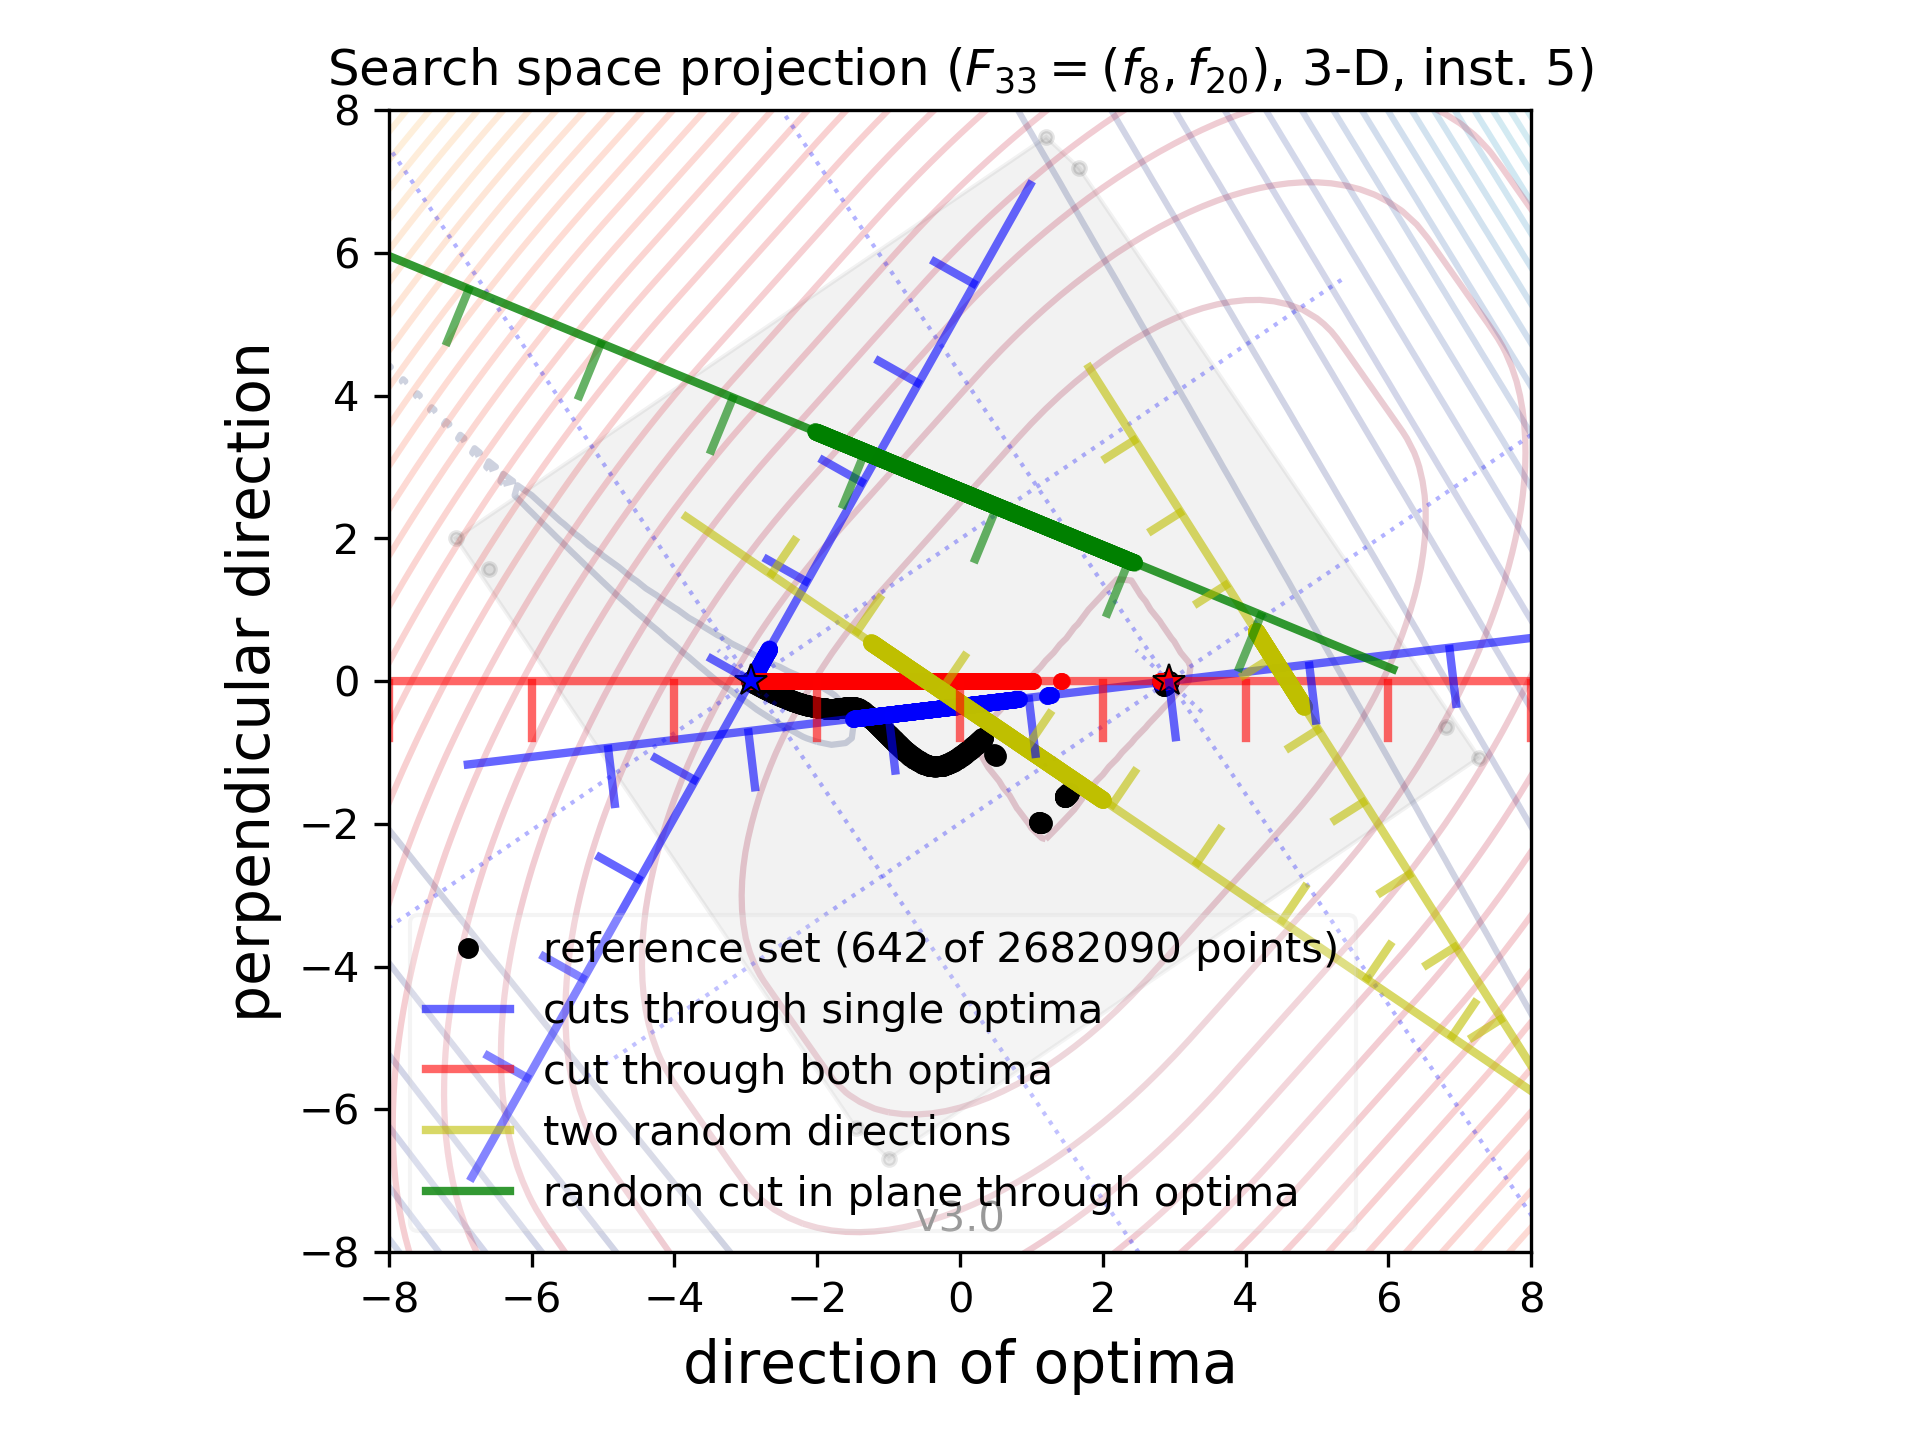 Search space projection (F33 = (f8, f20), 3-D, inst. 5)
perpendicular direction
8
6
4
2
0
−2
−4
−6
−8
reference set (642 of 2682090 points)
cuts through single optima
cut through both optima
two random directions
random cut in plane through optima
v3.0
−8 −6 −4 −2 0 2 4 6 8
direction of optima